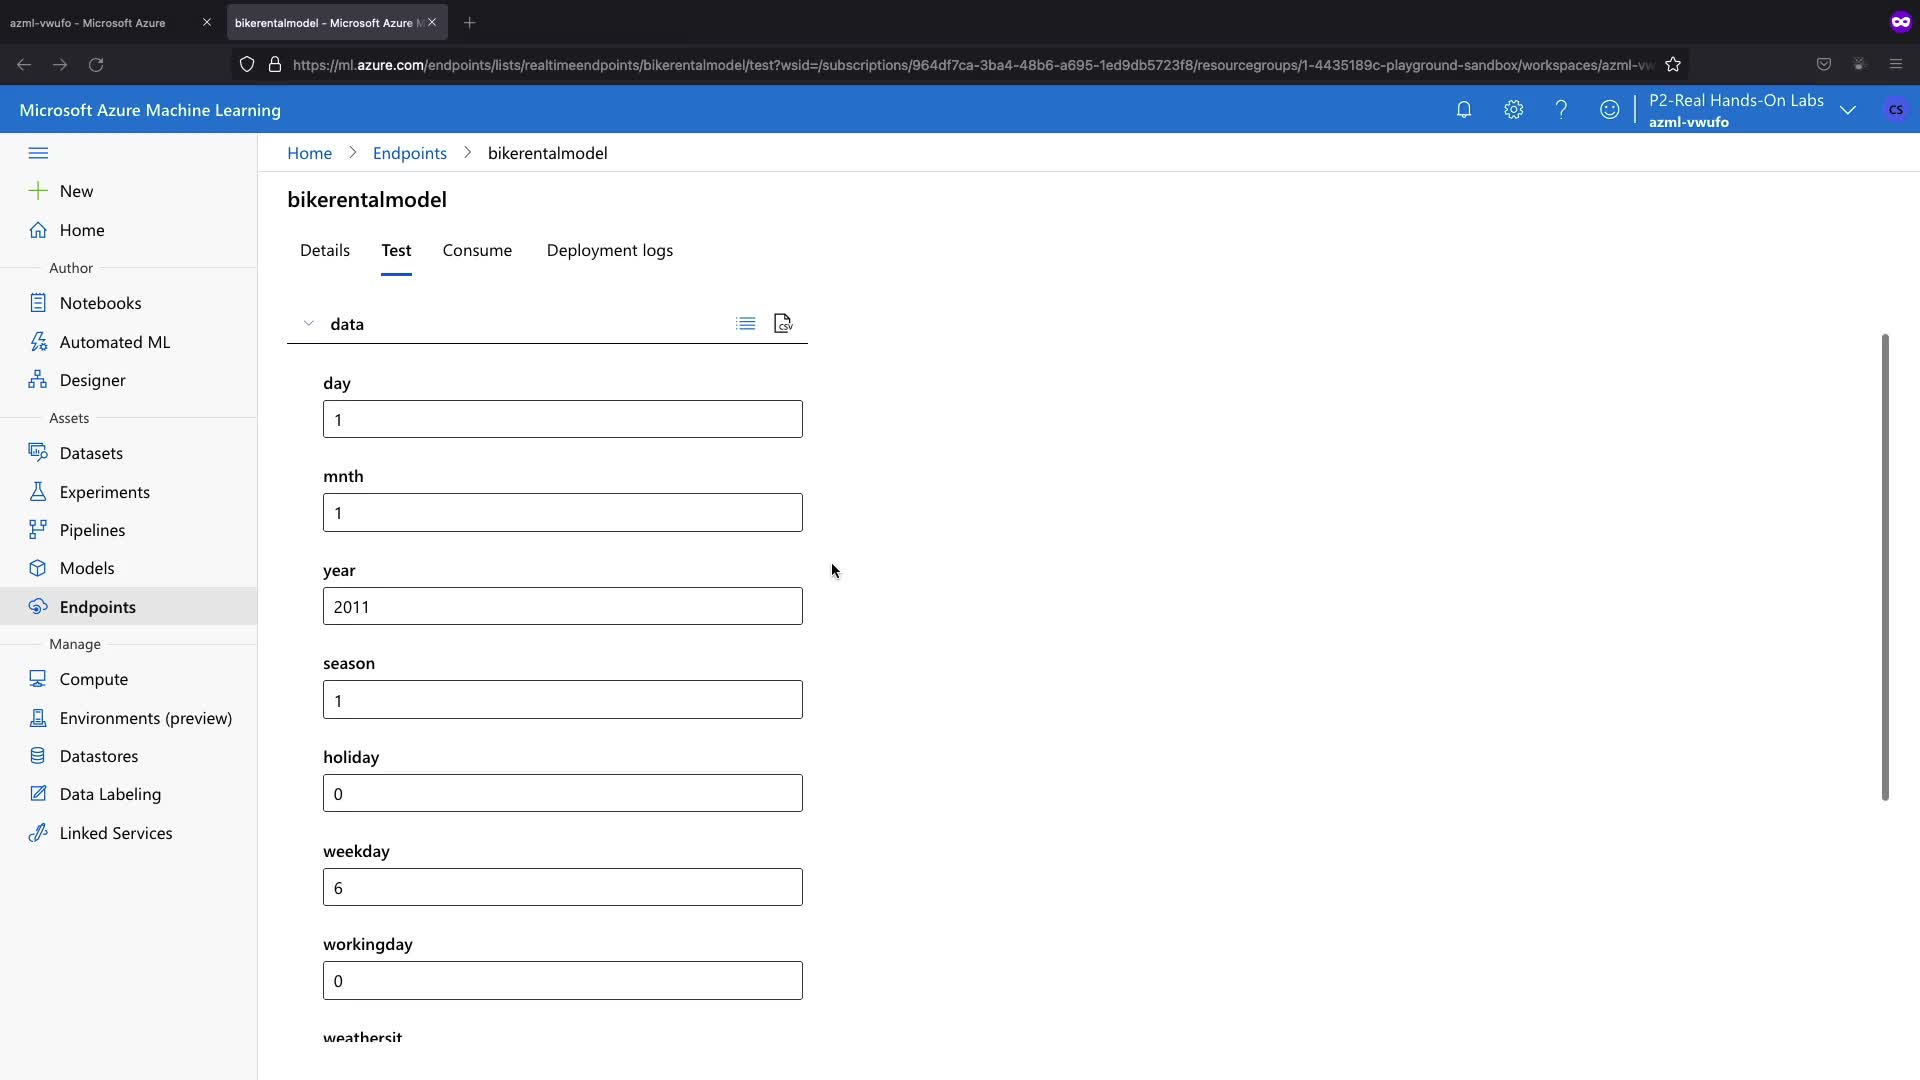 azml-vwufo - Microsoft Azure
bikerentalmodel - Microsoft Azure M
https://ml.azure.com/endpoints/lists/realtimeendpoints/bikerentalmodel/test?wsid=/subscriptions/964df7ca-3ba4-48b6-a695-1ed9db5723f8/resourcegroups/1-4435189c-playground-sandbox/workspaces/azml-vw
Microsoft Azure Machine Learning
P2-Real Hands-On Labs
azml-vwufo
CS
Home > Endpoints > bikerentalmodel
New
Home
Author
Notebooks
Automated ML
Designer
Assets
Datasets
Experiments
Pipelines
Models
Endpoints
Manage
Compute
Environments (preview)
Datastores
Data Labeling
Linked Services
bikerentalmodel
Details Test Consume Deployment logs
data
CSV
day
1
mnth
1
year
2011
season
1
holiday
0
weekday
6
workingday
0
weathersit